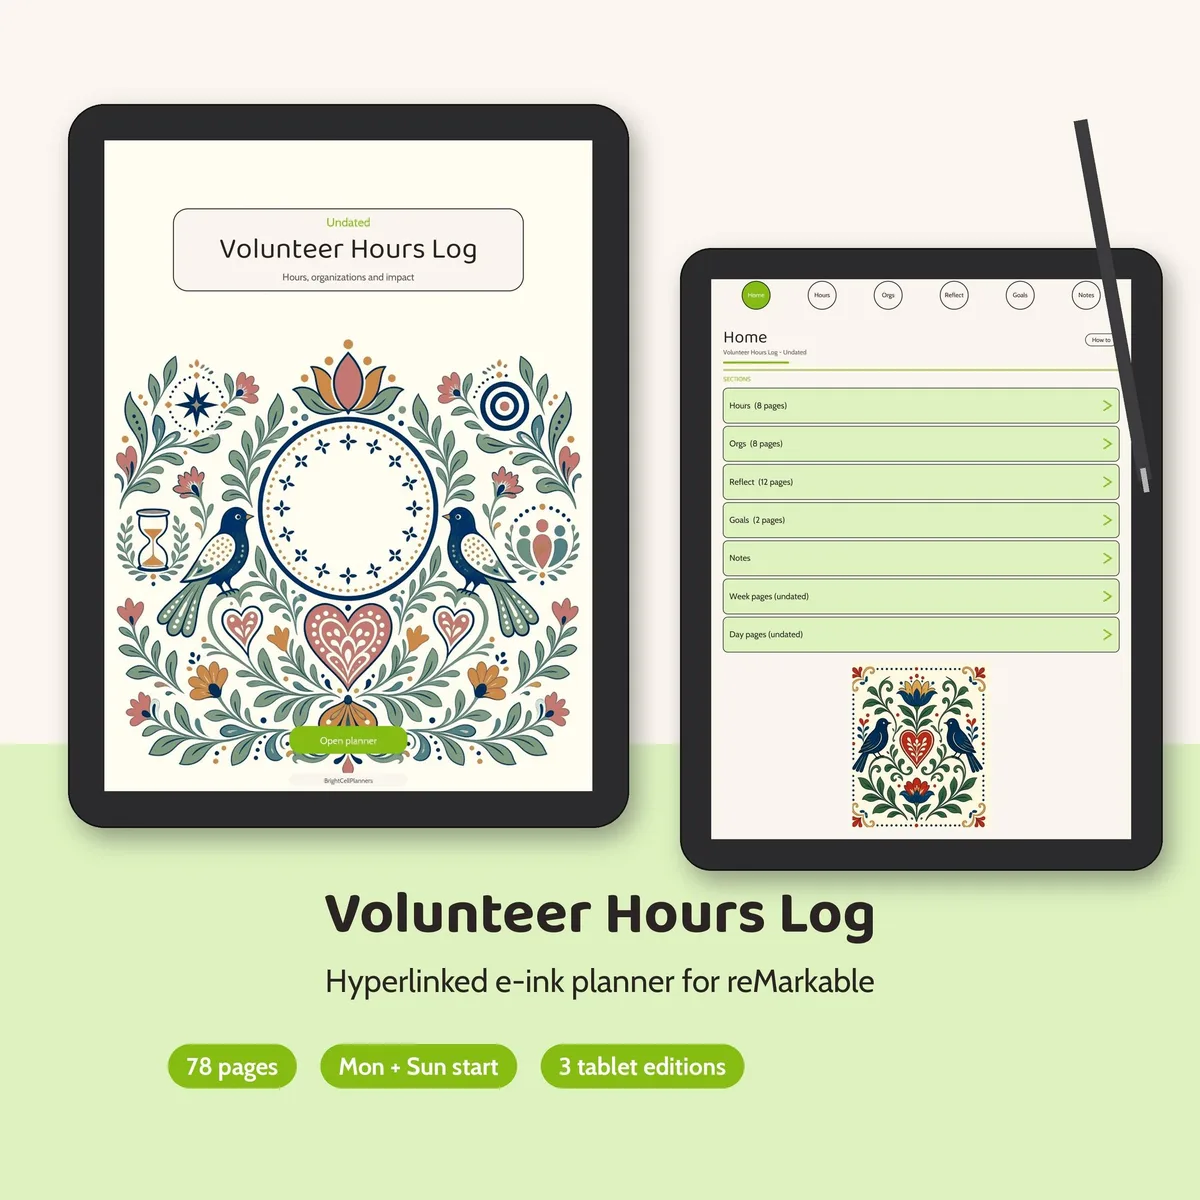 Undated
Volunteer Hours Log
Hours, organizations and impact
Open planner
BrightCellPlanners
Home
Hours
Orgs
Reflect
Goals
Notes
Home
How to
Volunteer Hours Log - Undated
SECTIONS
Hours (8 pages)
Orgs (8 pages)
Reflect (12 pages)
Goals (2 pages)
Notes
Week pages (undated)
Day pages (undated)
Volunteer Hours Log
Hyperlinked e-ink planner for reMarkable
78 pages
Mon + Sun start
3 tablet editions